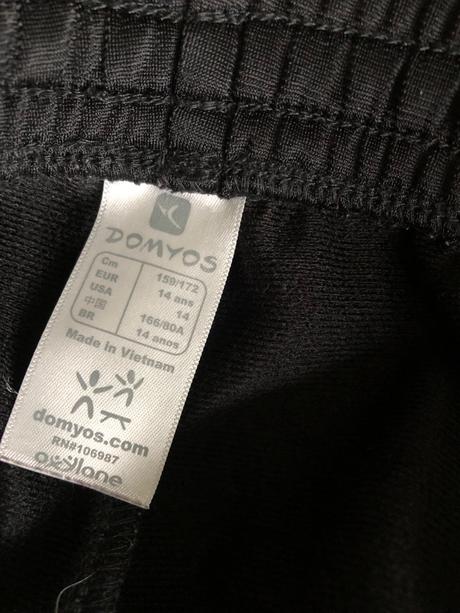 DOMYOS
Cm 159/172
EUR 14 ans
USA 14
中国 166/80A
BR 14 anos
Made in Vietnam
domyos.com
RN#106987
oxylane